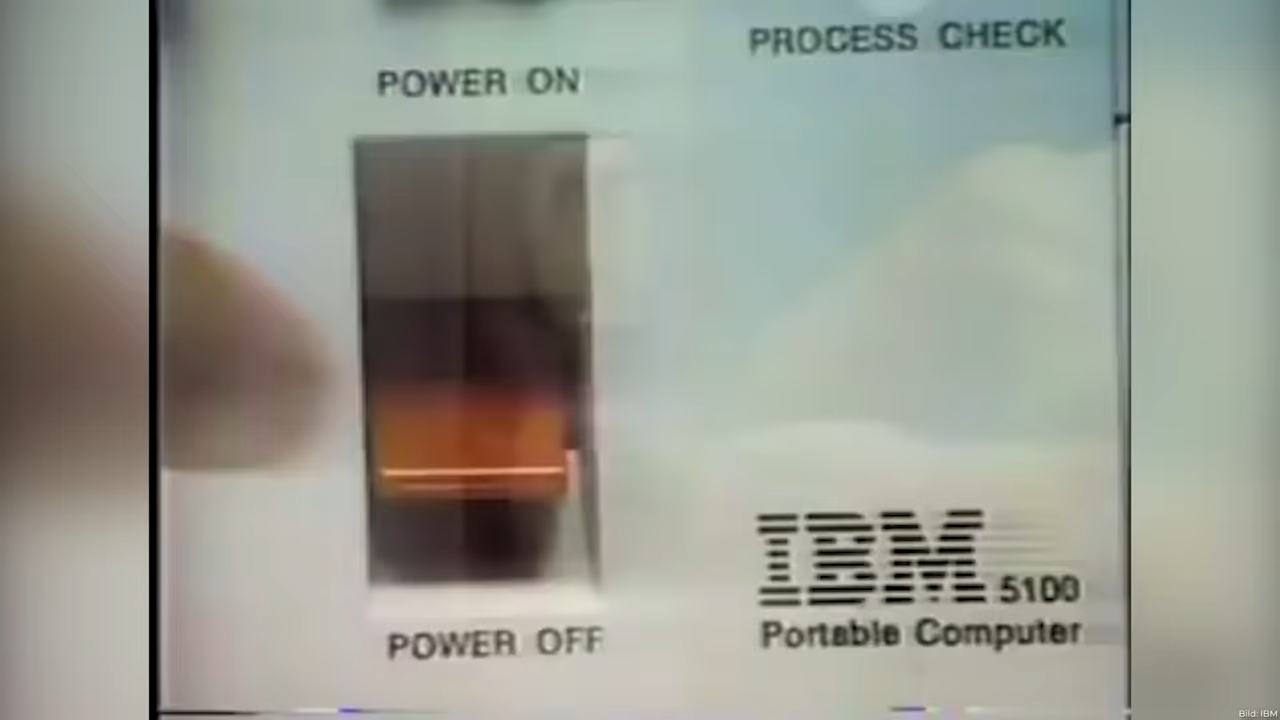 PROCESS CHECK
POWER ON
IBM 5100
Portable Computer
POWER OFF
Bild: IBM